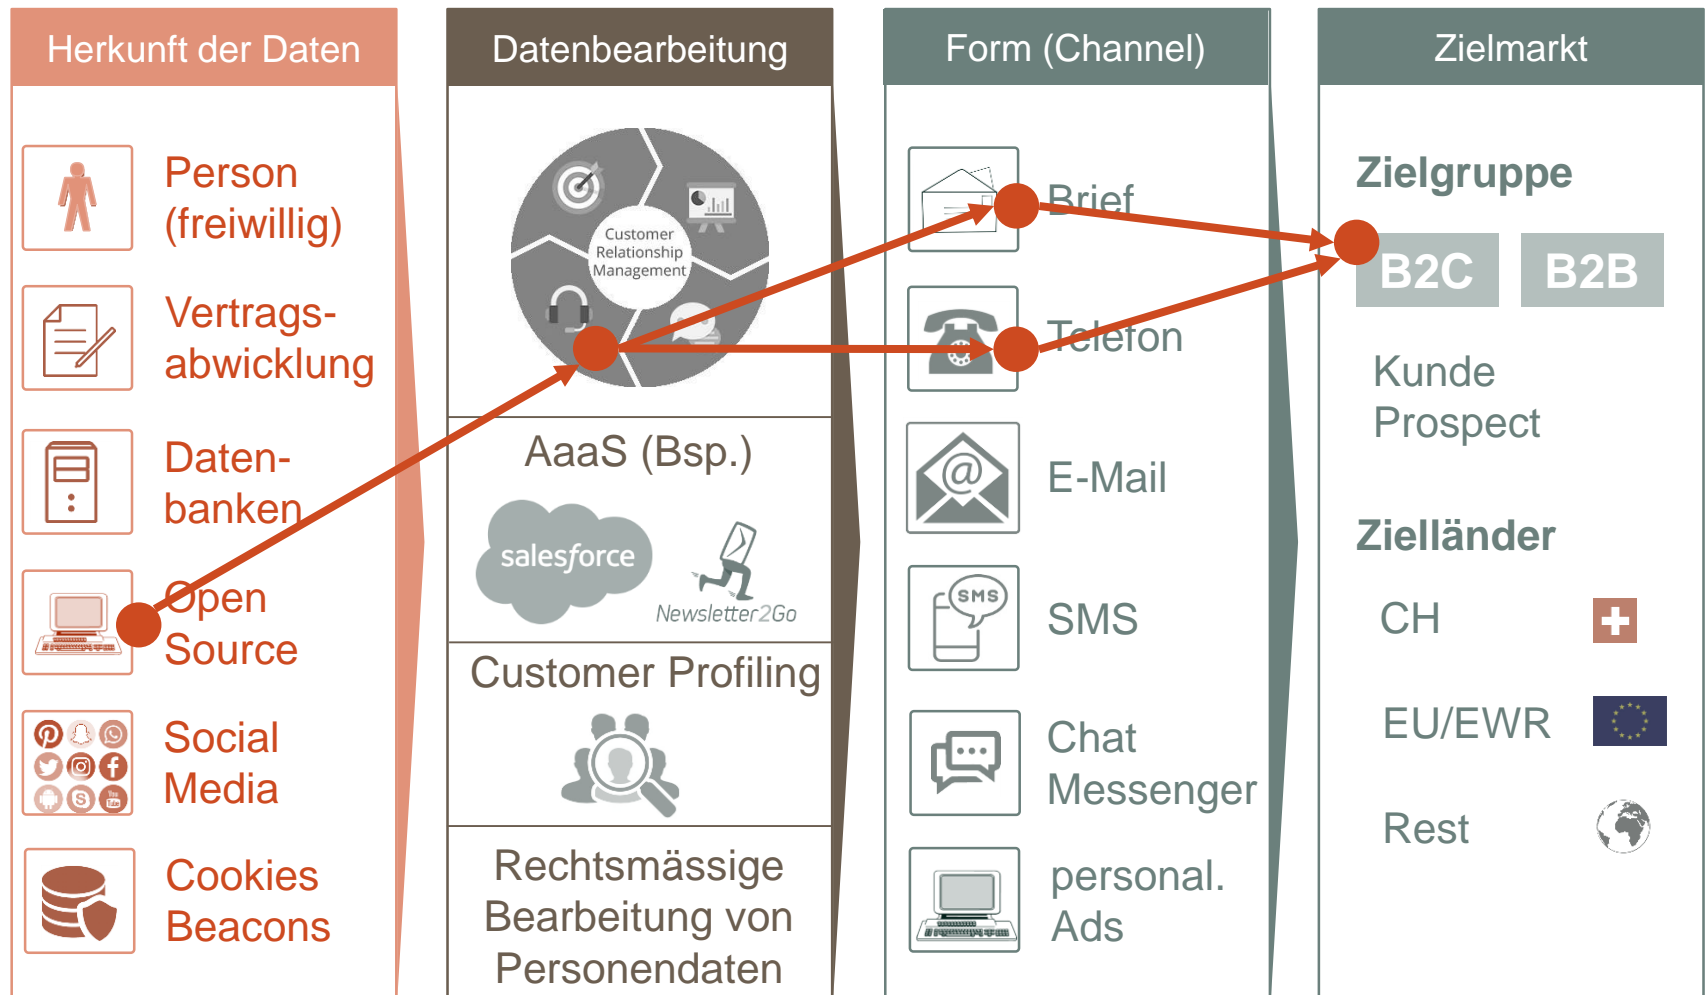 Herkunft der Daten
Person
(freiwillig)
Vertrags-
abwicklung
Daten-
banken
Open
Source
Social
Media
You
Tube
Cookies
Beacons
Datenbearbeitung
Customer
Relationship
Management
AaaS (Bsp.)
salesforce
Newsletter2Go
Customer Profiling
Rechtsmässige
Bearbeitung von
Personendaten
Form (Channel)
Brief
Telefon
@
E-Mail
SMS
SMS
Chat
Messenger
personal.
Ads
Zielmarkt
Zielgruppe
B2C B2B
Kunde
Prospect
Zielländer
CH
EU/EWR
Rest